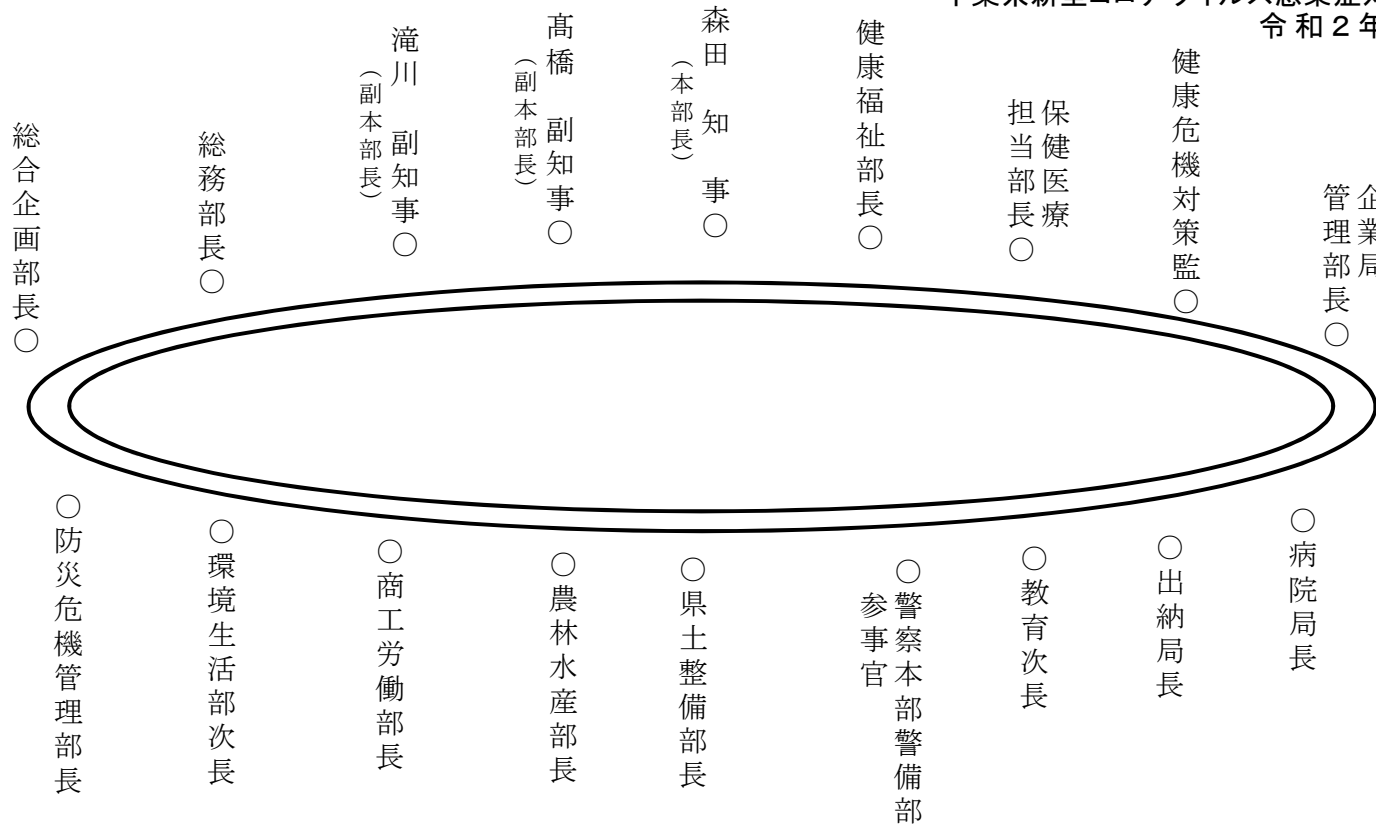 千葉県新型コロナウイルス感染症
令和２年
企業局
管理部長○
健康危機対策監○
保健医療
担当部長○
健康福祉部長○
森田　知　事○
（本部長）
髙橋　副知事○
（副本部長）
滝川　副知事○
（副本部長）
総務部長○
総合企画部長○
○病院局長
○出納局長
○教育次長
○警察本部警備部
参事官
○県土整備部長
○農林水産部長
○商工労働部長
○環境生活部次長
○防災危機管理部長